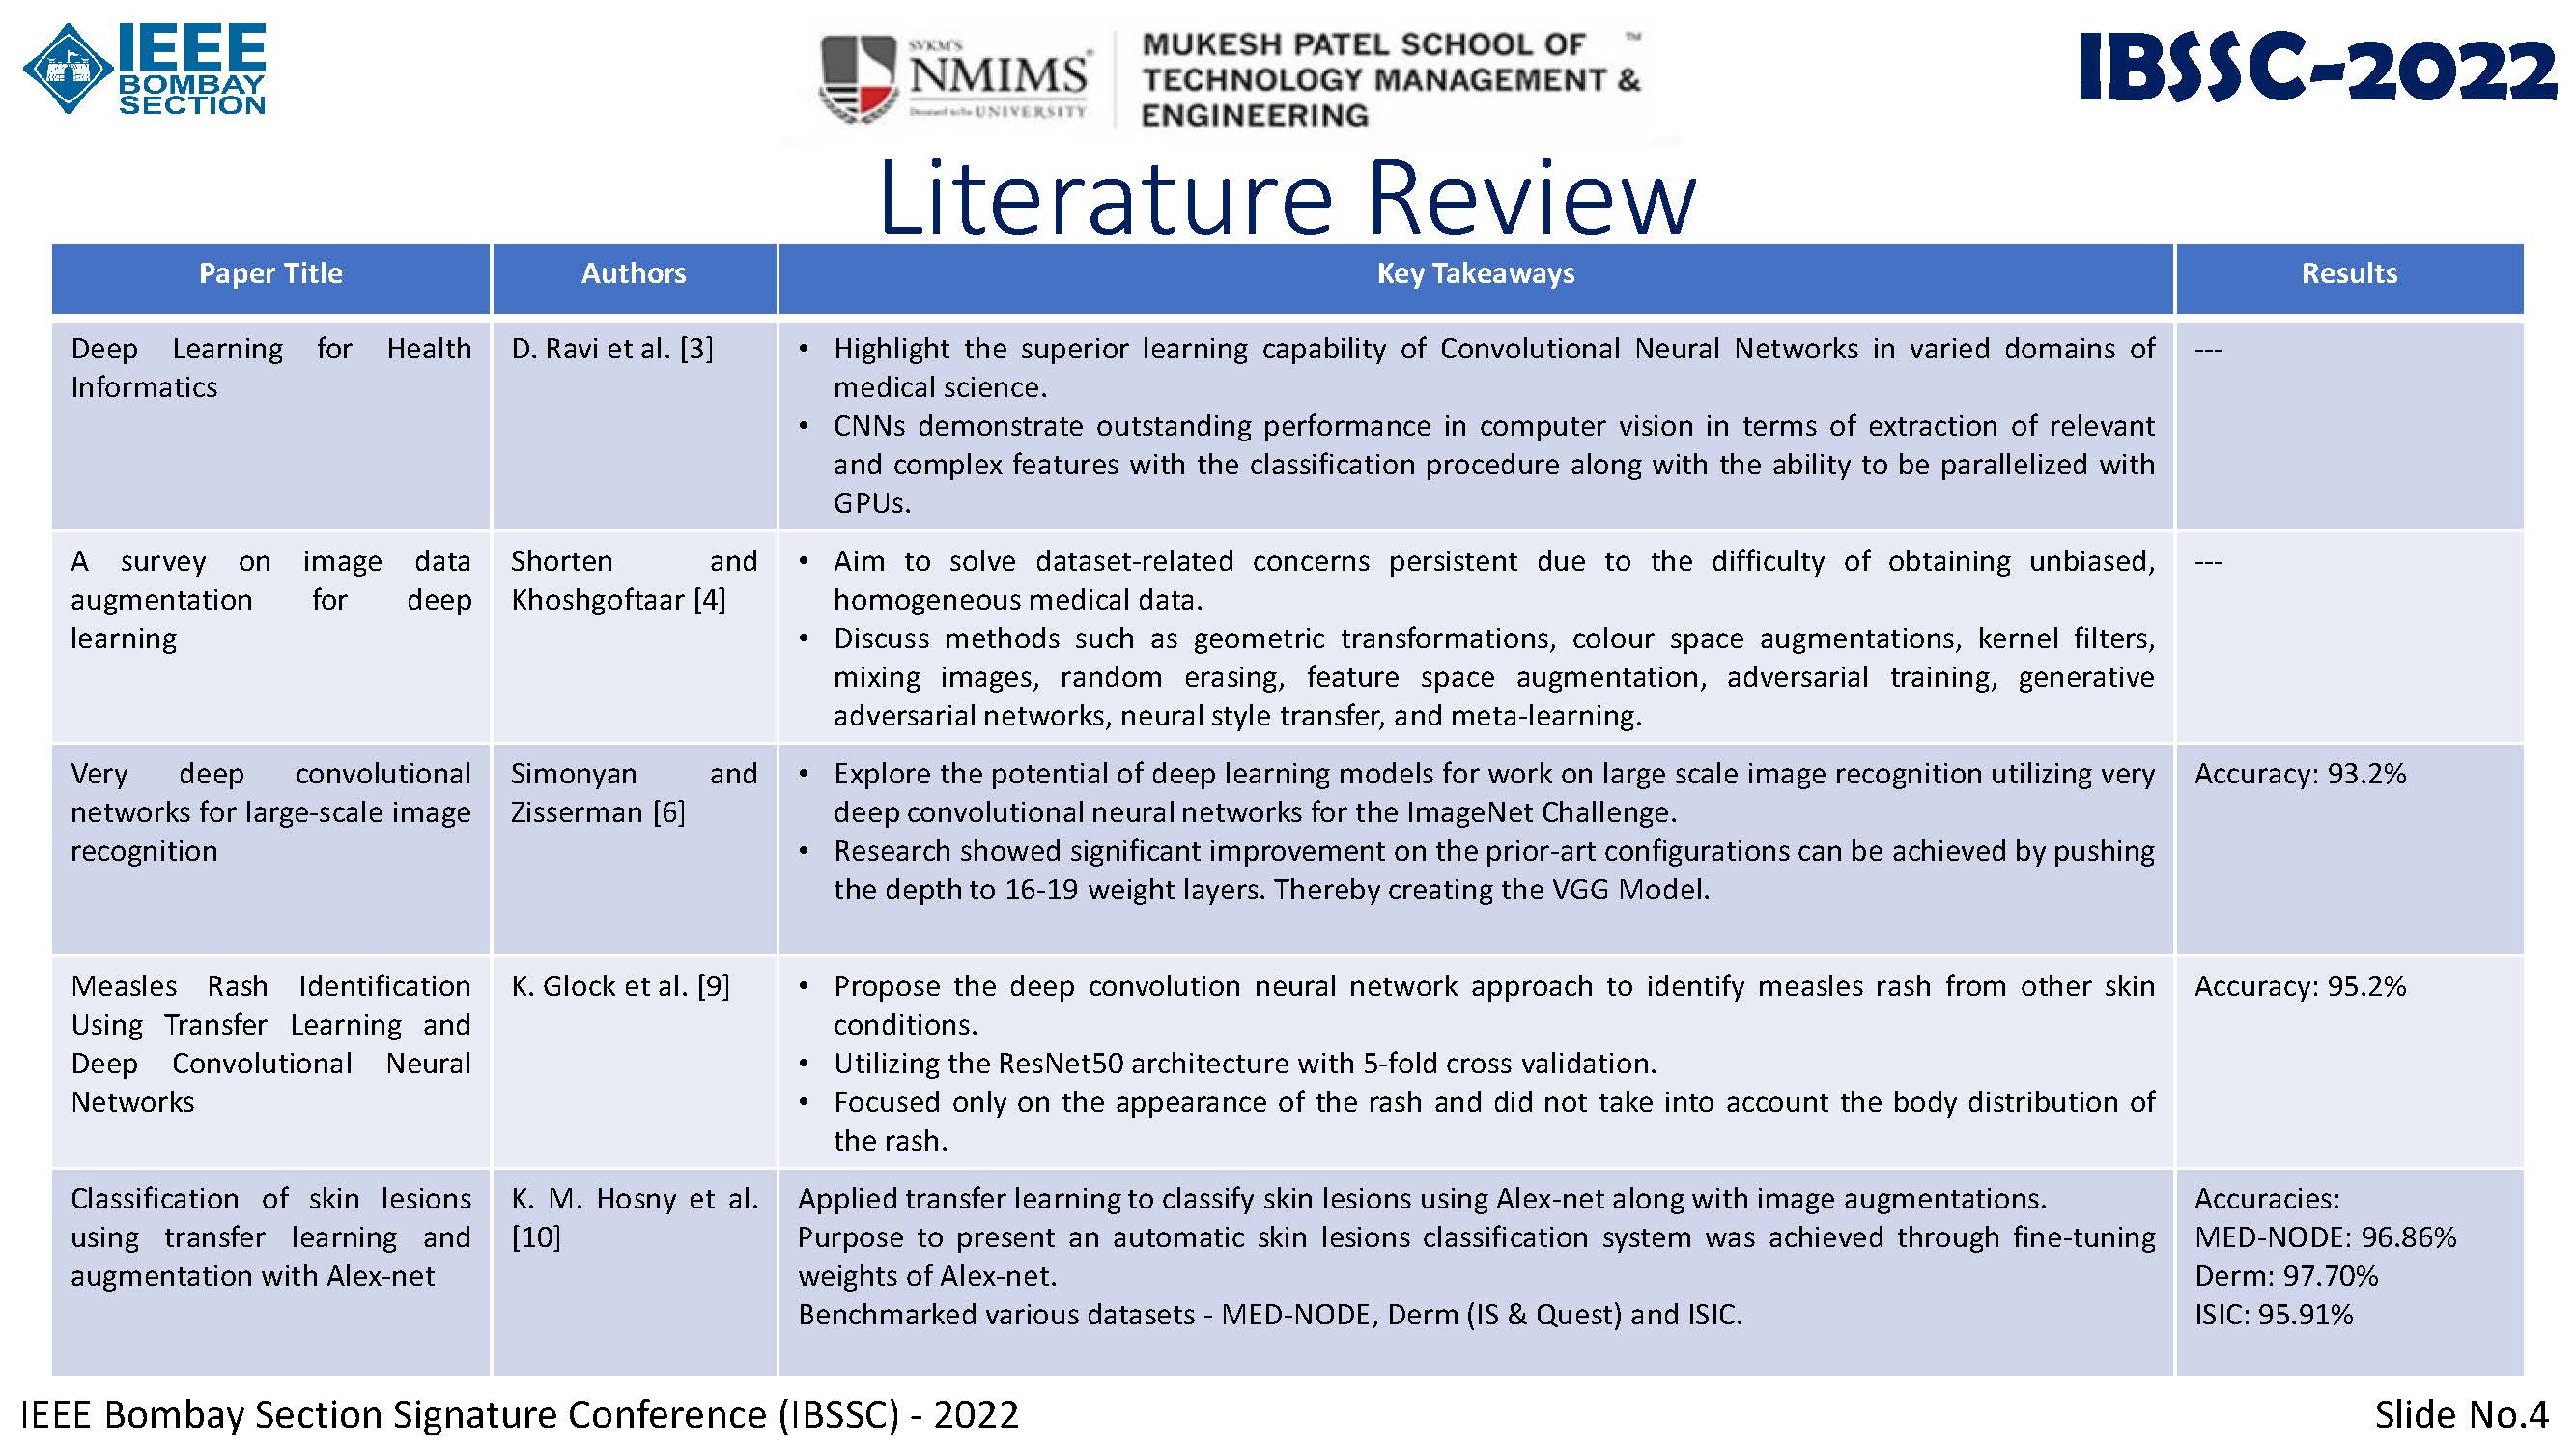 IEEE
BOMBAY
SECTION
SVKM'S
NMIMS
Deemed to be UNIVERSITY
MUKESH PATEL SCHOOL OF ™
TECHNOLOGY MANAGEMENT &
ENGINEERING
IBSSC-2022
Literature Review
Paper Title
Authors
Key Takeaways
Results
Deep Learning for Health
Informatics
D. Ravi et al. [3]
• Highlight the superior learning capability of Convolutional Neural Networks in varied domains of
medical science.
• CNNs demonstrate outstanding performance in computer vision in terms of extraction of relevant
and complex features with the classification procedure along with the ability to be parallelized with
GPUs.
---
A survey on image data
augmentation for deep
learning
Shorten and
Khoshgoftaar [4]
• Aim to solve dataset-related concerns persistent due to the difficulty of obtaining unbiased,
homogeneous medical data.
• Discuss methods such as geometric transformations, colour space augmentations, kernel filters,
mixing images, random erasing, feature space augmentation, adversarial training, generative
adversarial networks, neural style transfer, and meta-learning.
---
Very deep convolutional
networks for large-scale image
recognition
Simonyan and
Zisserman [6]
• Explore the potential of deep learning models for work on large scale image recognition utilizing very
deep convolutional neural networks for the ImageNet Challenge.
• Research showed significant improvement on the prior-art configurations can be achieved by pushing
the depth to 16-19 weight layers. Thereby creating the VGG Model.
Accuracy: 93.2%
Measles Rash Identification
Using Transfer Learning and
Deep Convolutional Neural
Networks
K. Glock et al. [9]
• Propose the deep convolution neural network approach to identify measles rash from other skin
conditions.
• Utilizing the ResNet50 architecture with 5-fold cross validation.
• Focused only on the appearance of the rash and did not take into account the body distribution of
the rash.
Accuracy: 95.2%
Classification of skin lesions
using transfer learning and
augmentation with Alex-net
K. M. Hosny et al.
[10]
Applied transfer learning to classify skin lesions using Alex-net along with image augmentations.
Purpose to present an automatic skin lesions classification system was achieved through fine-tuning
weights of Alex-net.
Benchmarked various datasets - MED-NODE, Derm (IS & Quest) and ISIC.
Accuracies:
MED-NODE: 96.86%
Derm: 97.70%
ISIC: 95.91%
IEEE Bombay Section Signature Conference (IBSSC) - 2022
Slide No.4